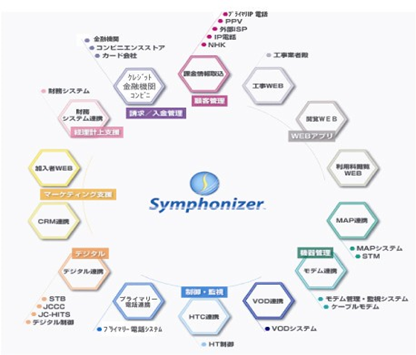 プライマリIP 電話
PPV
外部ISP
IP電話
NHK
金融機関
コンビニエンスストア
カード会社
クレジット
金融機関
コンビニ
請求／入金管理
課金情報取込
顧客管理
工事業者殿
工事WEB
営業WEB
WEBアプリ
利用料閲覧
WEB
財務システム
財務
システム連携
経理計上支援
加入者WEB
マーケティング支援
CRM連携
Symphonizer
MAP連携
MAPシステム
STM
機器管理
モデム連携
モデム管理・監視システム
ケーブルモデム
デジタル
デジタル連携
STB
JCCC
JC-HITS
デジタル制御
プライマリー
電話連携
プライマリー電話システム
制御・監視
HTC連携
HT制御
VOD連携
VODシステム